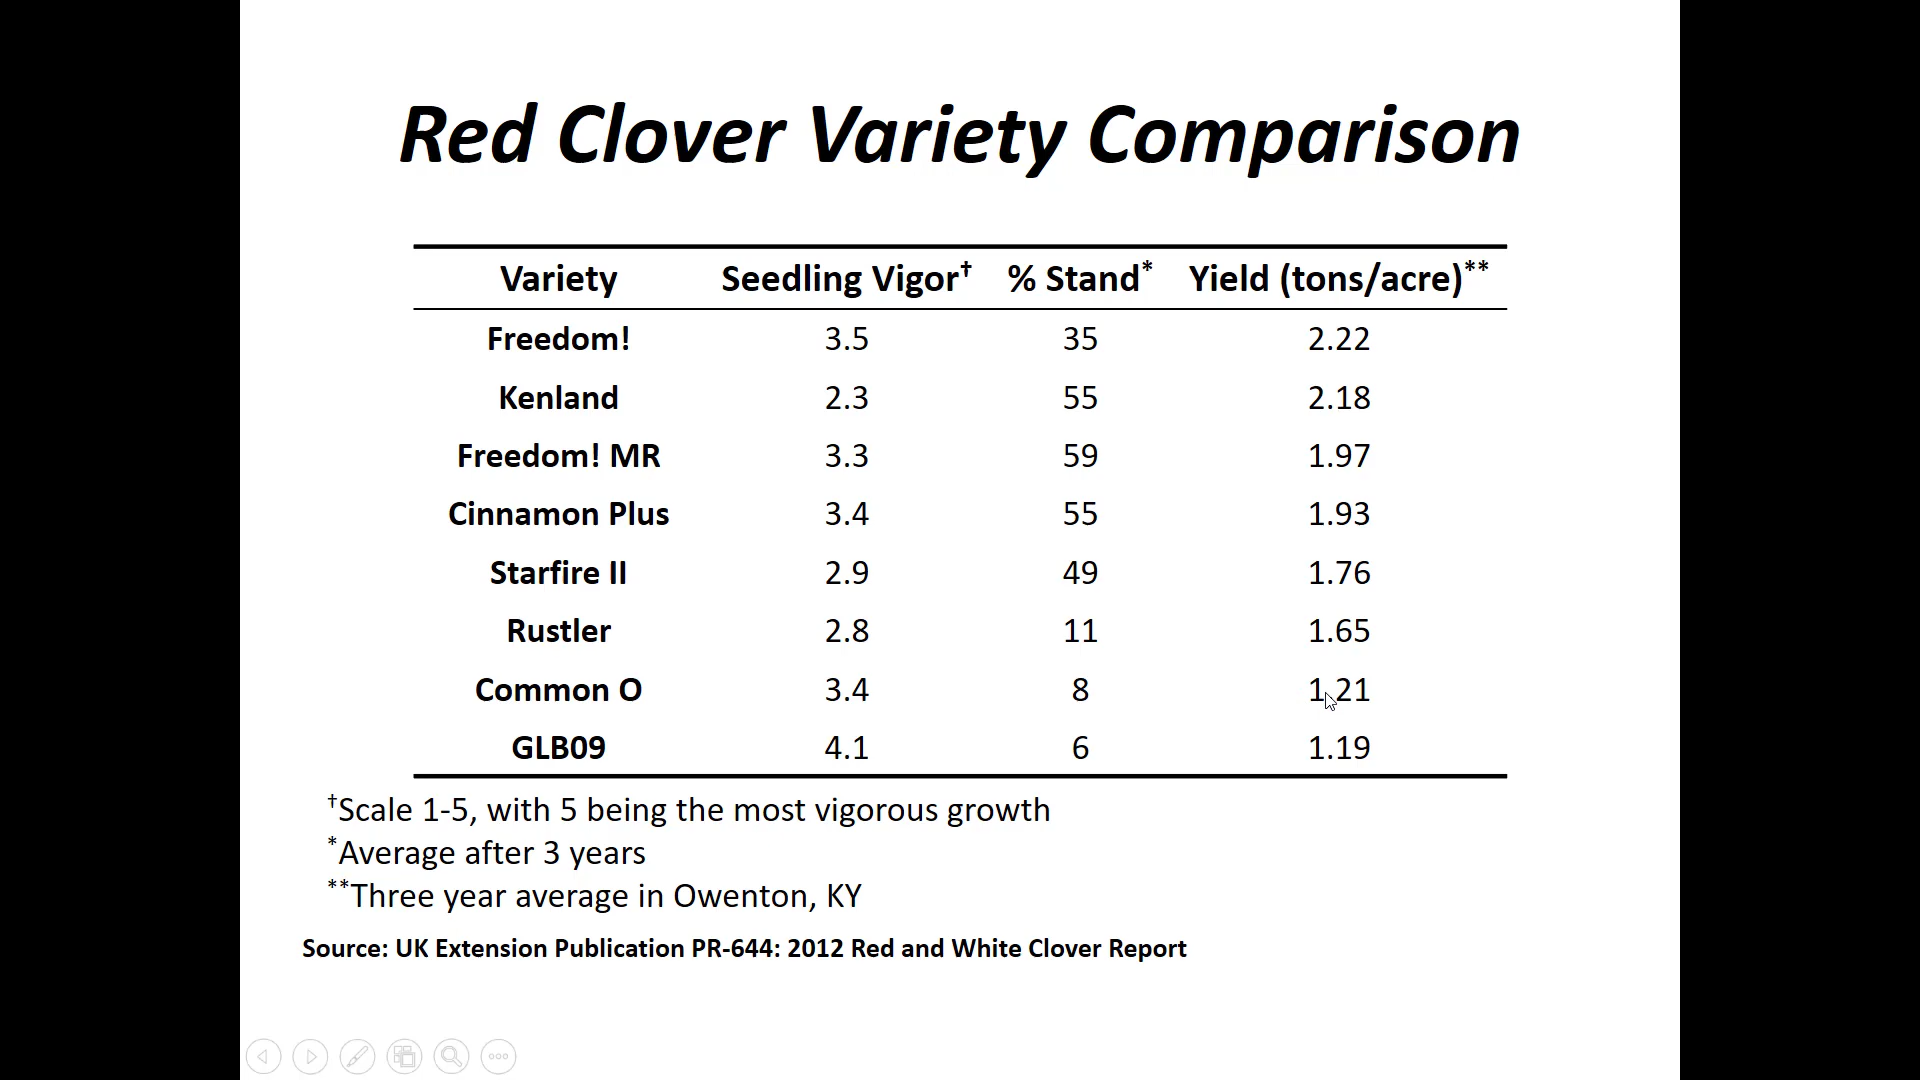 Red Clover Variety Comparison
Variety Seedling Vigor† % Stand* Yield (tons/acre)**
Freedom! 3.5 35 2.22
Kenland 2.3 55 2.18
Freedom! MR 3.3 59 1.97
Cinnamon Plus 3.4 55 1.93
Starfire II 2.9 49 1.76
Rustler 2.8 11 1.65
Common O 3.4 8 1.21
GLB09 4.1 6 1.19
†Scale 1-5, with 5 being the most vigorous growth
*Average after 3 years
**Three year average in Owenton, KY
Source: UK Extension Publication PR-644: 2012 Red and White Clover Report